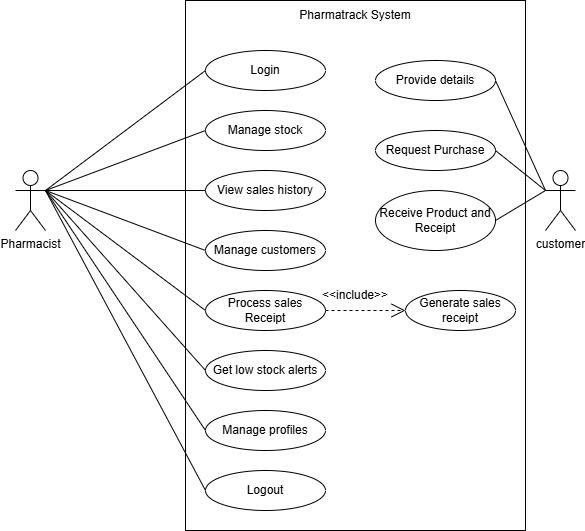 Pharmatrack System
Login
Provide details
Manage stock
Request Purchase
View sales history
Receive Product and
Receipt
Pharmacist
customer
Manage customers
<<include>>
Process sales
Receipt
Generate sales
receipt
Get low stock alerts
Manage profiles
Logout